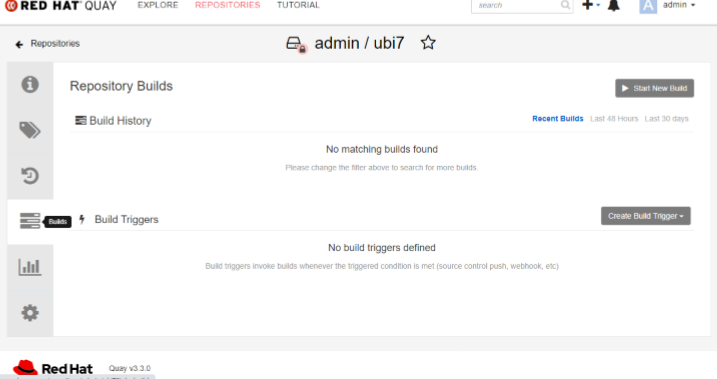 RED HAT QUAY EXPLORE REPOSITORIES TUTORIAL search A admin
Repositories admin / ubi7
Repository Builds Start New Build
Build History Recent Builds Last 48 Hours Last 30 days
No matching builds found
Please change the filter above to search for more builds.
Builds Build Triggers Create Build Trigger
No build triggers defined
Build triggers invoke builds whenever the triggered condition is met (source control push, webhook, etc)
Red Hat Quay v3.3.0